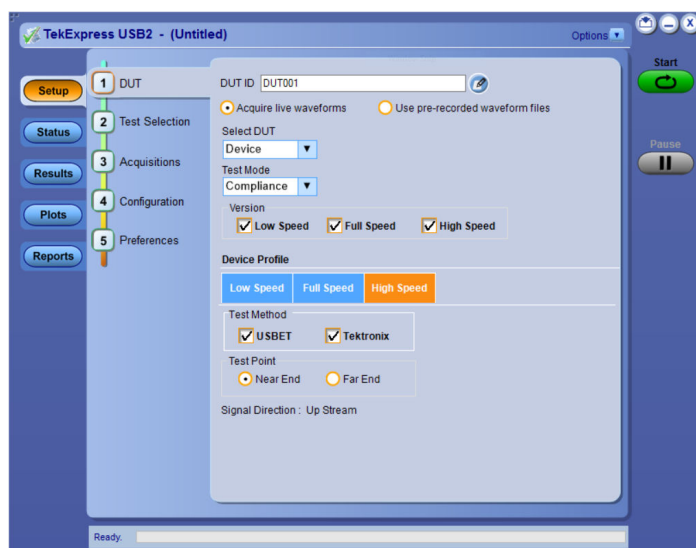 TekExpress USB2 - (Untitled)
Options
Start
Pause
Setup
Status
Results
Plots
Reports
1 DUT
2 Test Selection
3 Acquisitions
4 Configuration
5 Preferences
DUT ID DUT001
Acquire live waveforms Use pre-recorded waveform files
Select DUT
Device
Test Mode
Compliance
Version
Low Speed Full Speed High Speed
Device Profile
Low Speed Full Speed High Speed
Test Method
USBET Tektronix
Test Point
Near End Far End
Signal Direction : Up Stream
Ready.